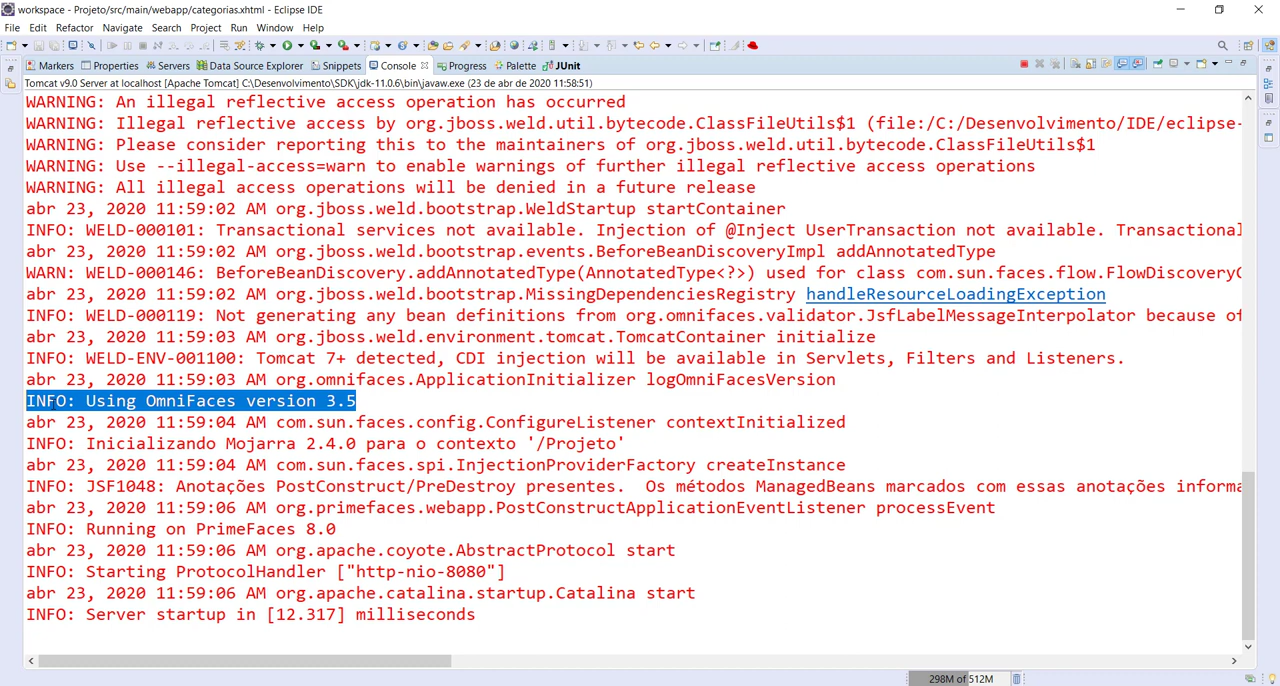 workspace - Projeto/src/main/webapp/categorias.xhtml - Eclipse IDE
File Edit Refactor Navigate Search Project Run Window Help
Markers Properties Servers Data Source Explorer Snippets Console Progress Palette JUnit
Tomcat v9.0 Server at localhost [Apache Tomcat] C:\Desenvolvimento\SDK\jdk-11.0.6\bin\javaw.exe (23 de abr de 2020 11:58:51)
WARNING: An illegal reflective access operation has occurred
WARNING: Illegal reflective access by org.jboss.weld.util.bytecode.ClassFileUtils$1 (file:/C:/Desenvolvimento/IDE/eclipse-
WARNING: Please consider reporting this to the maintainers of org.jboss.weld.util.bytecode.ClassFileUtils$1
WARNING: Use --illegal-access=warn to enable warnings of further illegal reflective access operations
WARNING: All illegal access operations will be denied in a future release
abr 23, 2020 11:59:02 AM org.jboss.weld.bootstrap.WeldStartup startContainer
INFO: WELD-000101: Transactional services not available. Injection of @Inject UserTransaction not available. Transactional
abr 23, 2020 11:59:02 AM org.jboss.weld.bootstrap.events.BeforeBeanDiscoveryImpl addAnnotatedType
WARN: WELD-000146: BeforeBeanDiscovery.addAnnotatedType(AnnotatedType<?>) used for class com.sun.faces.flow.FlowDiscoveryC
abr 23, 2020 11:59:02 AM org.jboss.weld.bootstrap.MissingDependenciesRegistry handleResourceLoadingException
INFO: WELD-000119: Not generating any bean definitions from org.omnifaces.validator.JsfLabelMessageInterpolator because of
abr 23, 2020 11:59:03 AM org.jboss.weld.environment.tomcat.TomcatContainer initialize
INFO: WELD-ENV-001100: Tomcat 7+ detected, CDI injection will be available in Servlets, Filters and Listeners.
abr 23, 2020 11:59:03 AM org.omnifaces.ApplicationInitializer logOmniFacesVersion
INFO: Using OmniFaces version 3.5
abr 23, 2020 11:59:04 AM com.sun.faces.config.ConfigureListener contextInitialized
INFO: Inicializando Mojarra 2.4.0 para o contexto '/Projeto'
abr 23, 2020 11:59:04 AM com.sun.faces.spi.InjectionProviderFactory createInstance
INFO: JSF1048: Anotações PostConstruct/PreDestroy presentes.  Os métodos ManagedBeans marcados com essas anotações informa
abr 23, 2020 11:59:06 AM org.primefaces.webapp.PostConstructApplicationEventListener processEvent
INFO: Running on PrimeFaces 8.0
abr 23, 2020 11:59:06 AM org.apache.coyote.AbstractProtocol start
INFO: Starting ProtocolHandler ["http-nio-8080"]
abr 23, 2020 11:59:06 AM org.apache.catalina.startup.Catalina start
INFO: Server startup in [12.317] milliseconds
298M of 512M